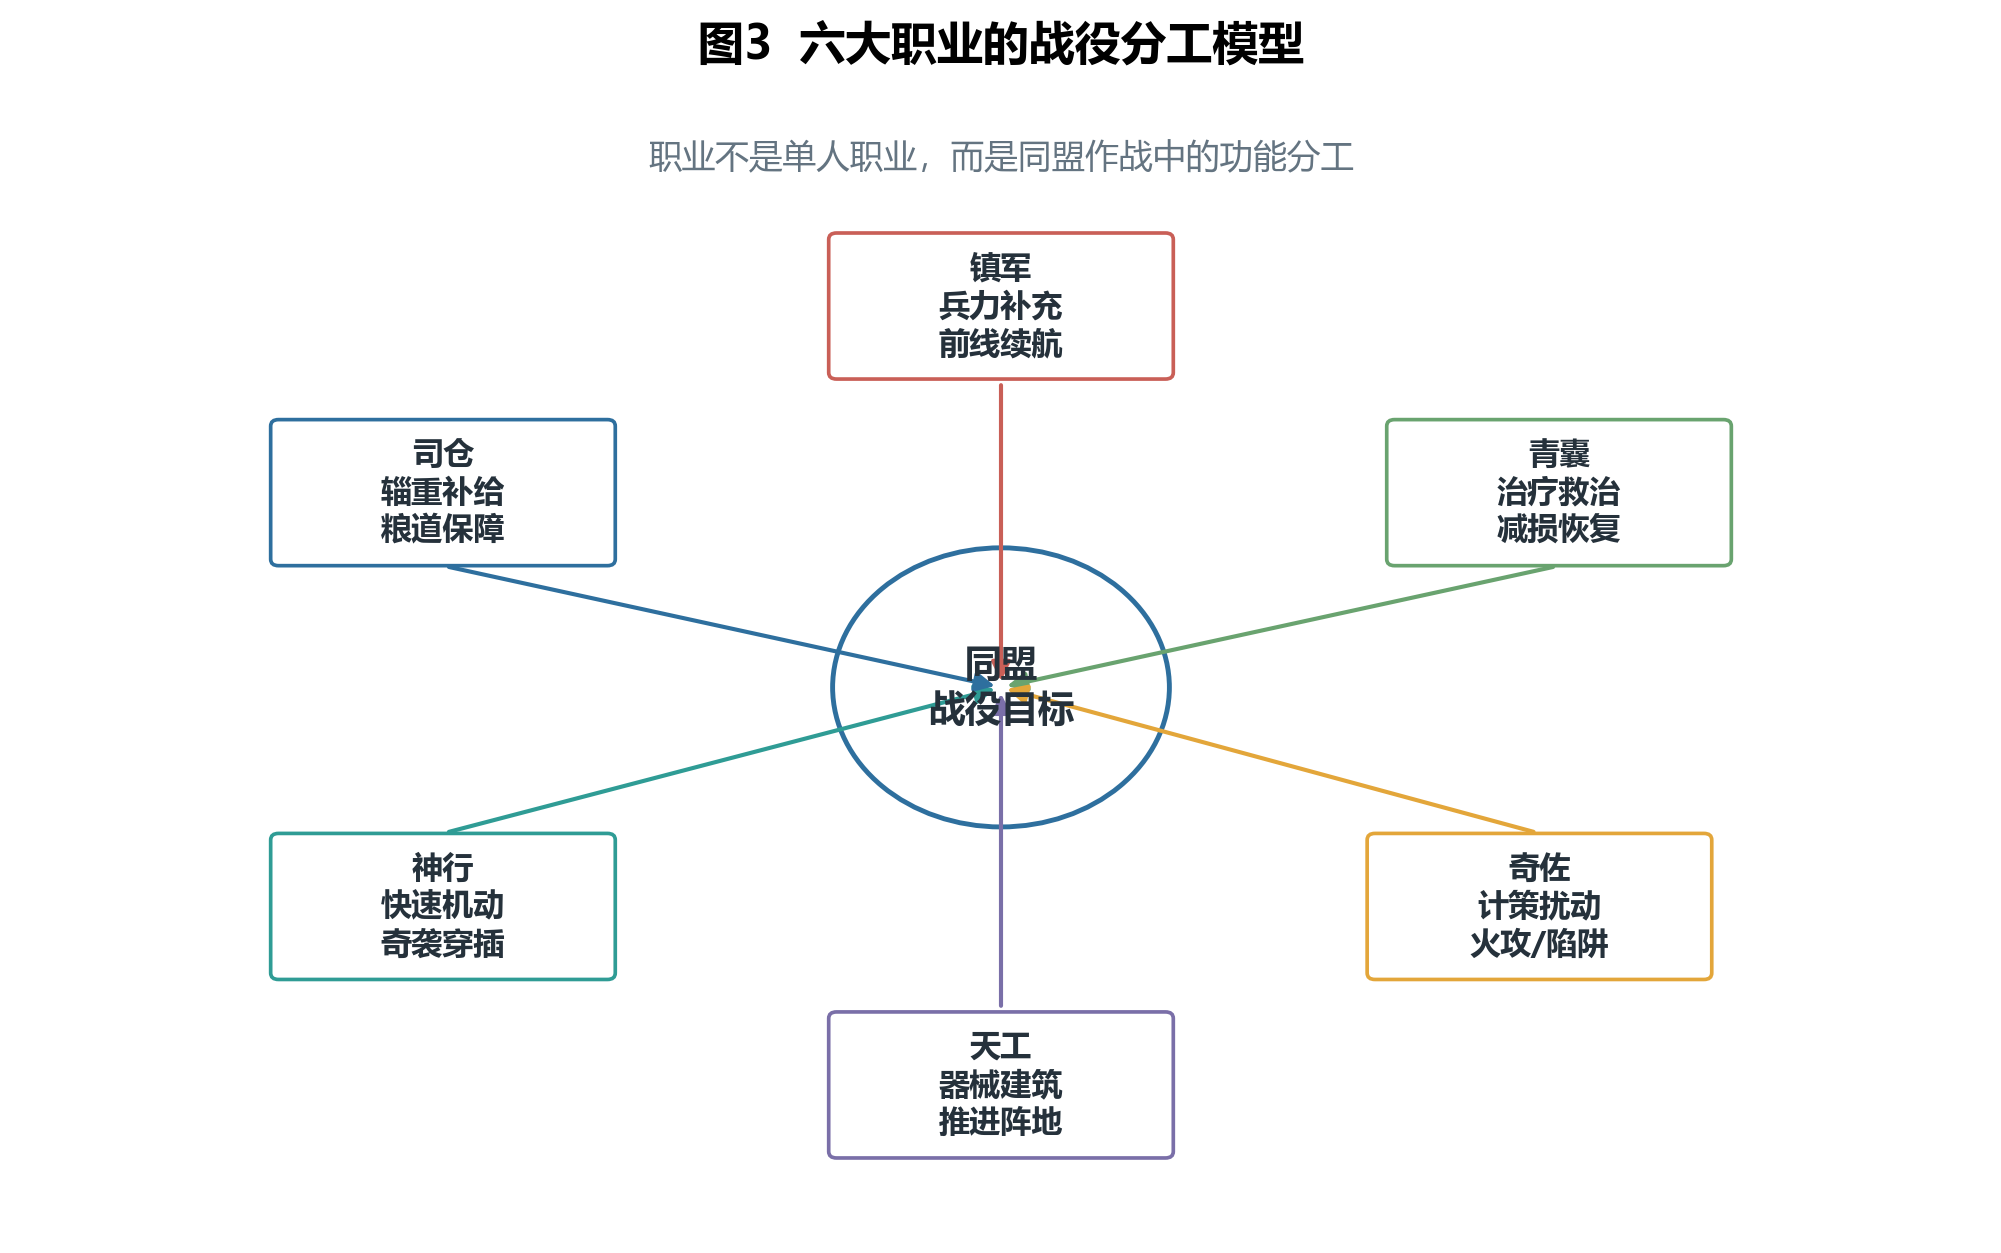 图3 六大职业的战役分工模型
职业不是单人职业，而是同盟作战中的功能分工
镇军
兵力补充
前线续航
司仓
辎重补给
粮道保障
青囊
治疗救治
减损恢复
同盟
战役目标
神行
快速机动
奇袭穿插
奇佐
计策扰动
火攻/陷阱
天工
器械建筑
推进阵地